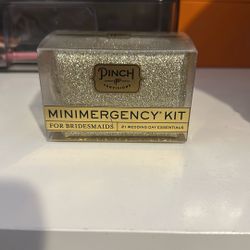 PINCH
PROVISIONS
MINIMERGENCY® KIT
FOR BRIDESMAIDS
21 WEDDING DAY ESSENTIALS